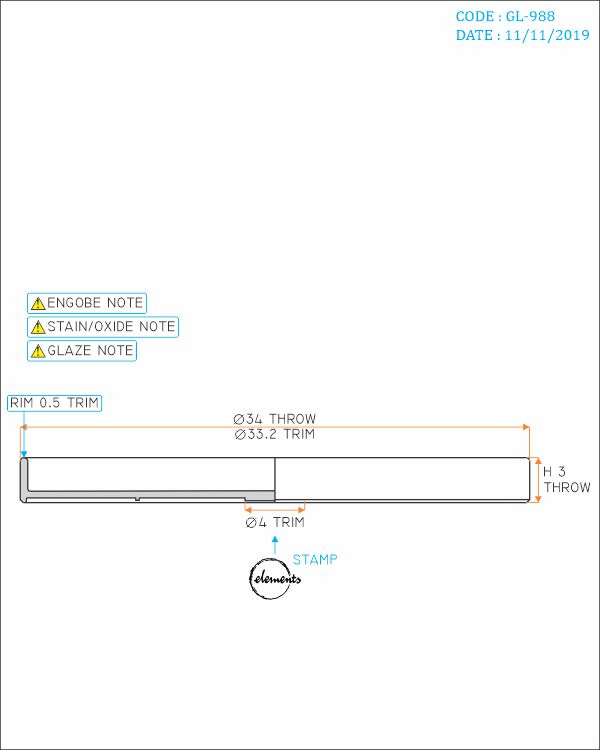 CODE : GL-988
DATE : 11/11/2019
ENGOBE NOTE
STAIN/OXIDE NOTE
GLAZE NOTE
RIM 0.5 TRIM
Ø34 THROW
Ø33.2 TRIM
H 3
THROW
Ø4 TRIM
STAMP
elements